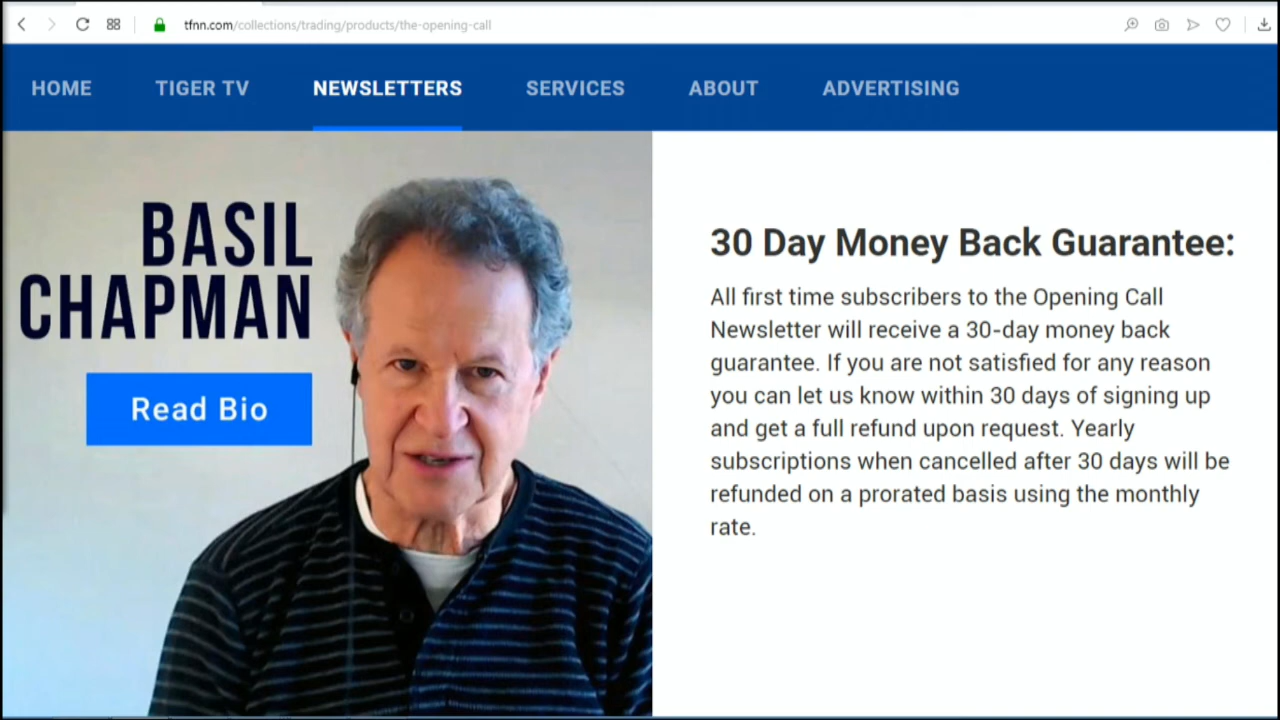 tfnn.com/collections/trading/products/the-opening-call
HOME TIGER TV NEWSLETTERS SERVICES ABOUT ADVERTISING
BASIL
CHAPMAN
Read Bio
30 Day Money Back Guarantee:
All first time subscribers to the Opening Call
Newsletter will receive a 30-day money back
guarantee. If you are not satisfied for any reason
you can let us know within 30 days of signing up
and get a full refund upon request. Yearly
subscriptions when cancelled after 30 days will be
refunded on a prorated basis using the monthly
rate.